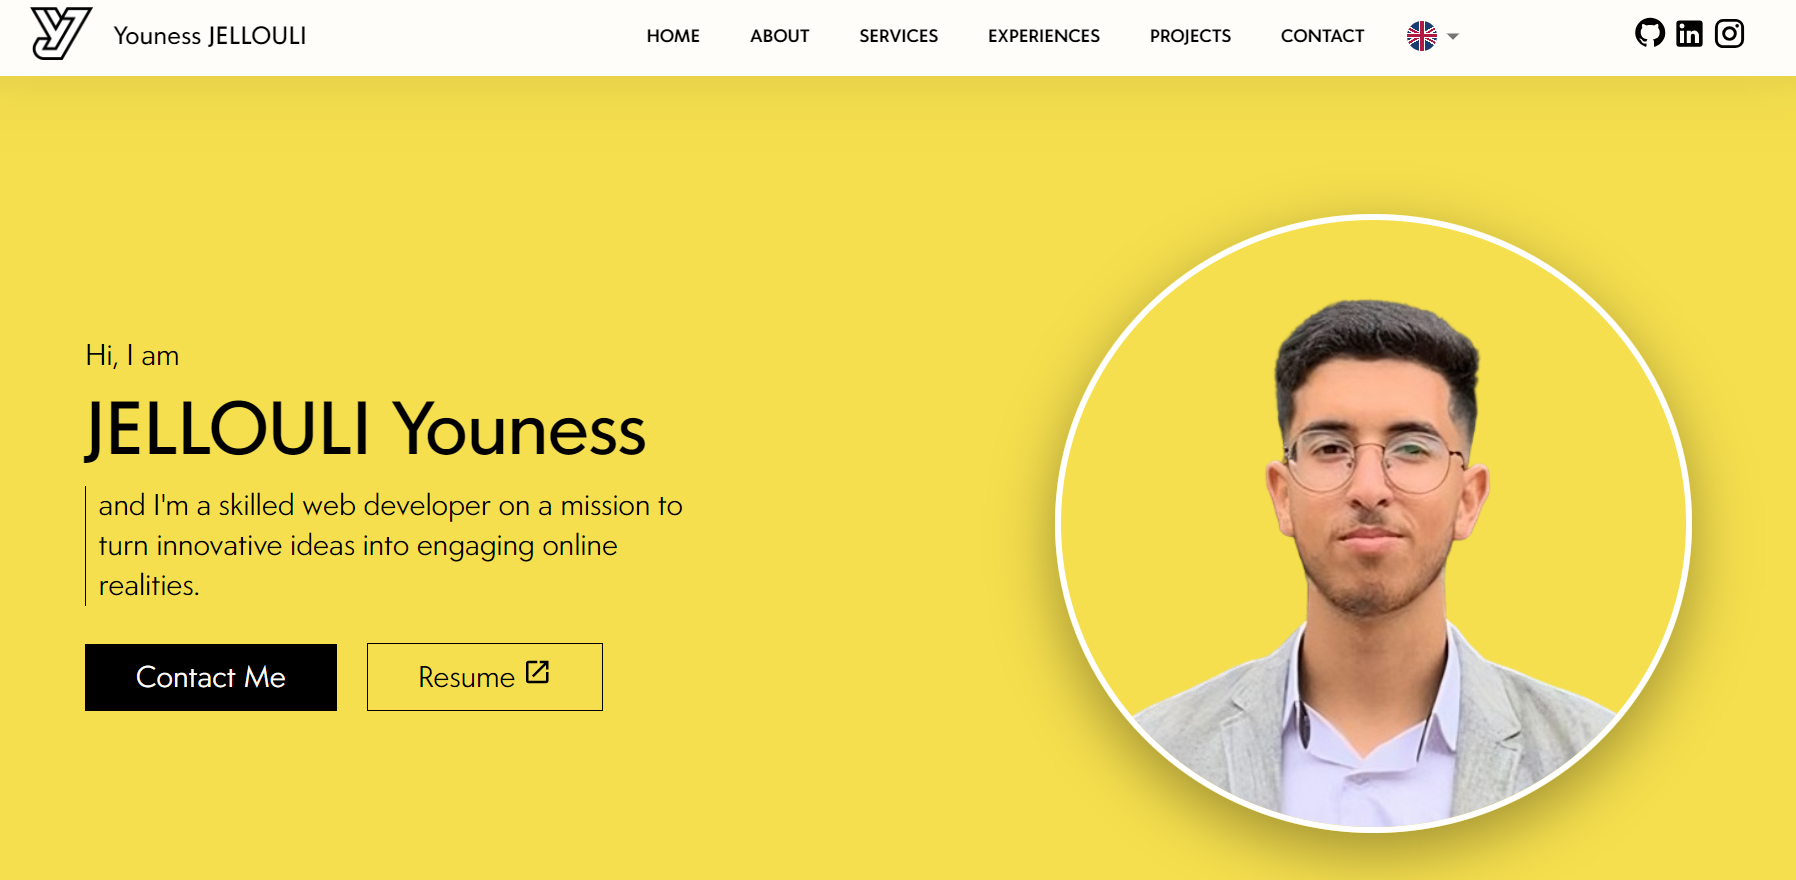 Youness JELLOULI
HOME ABOUT SERVICES EXPERIENCES PROJECTS CONTACT
Hi, I am
JELLOULI Youness
and I'm a skilled web developer on a mission to
turn innovative ideas into engaging online
realities.
Contact Me
Resume